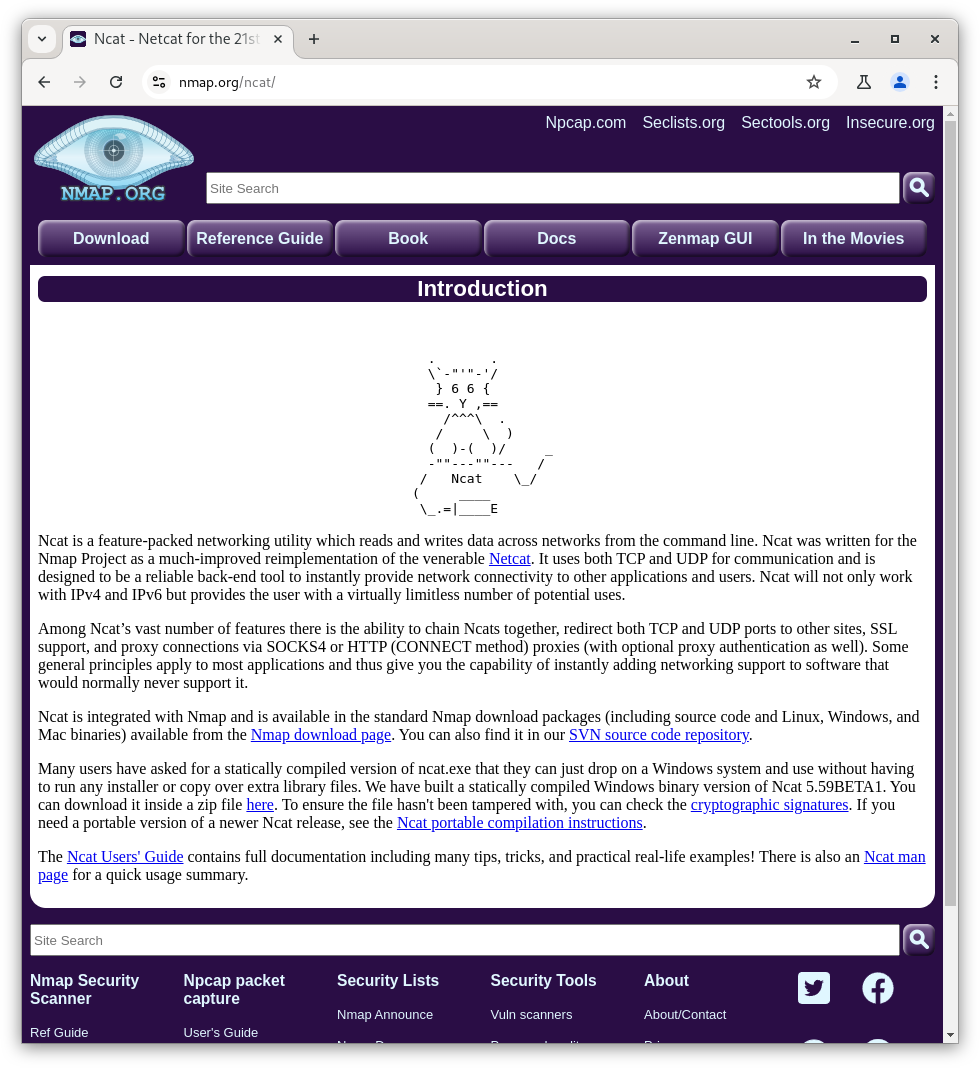 Ncat - Netcat for the 21st
nmap.org/ncat/
Npcap.com Seclists.org Sectools.org Insecure.org
NMAP.ORG
Site Search
Download Reference Guide Book Docs Zenmap GUI In the Movies
Introduction
  .       .
  \`-"'"-'/
   } 6 6 {
  ==. Y ,==
    /^^^\  .
   /     \  )
  (  )-(  )/     _
  -""---""---   /
 /   Ncat    \_/
(     ____
 \_.=|____E
Ncat is a feature-packed networking utility which reads and writes data across networks from the command line. Ncat was written for the
Nmap Project as a much-improved reimplementation of the venerable Netcat. It uses both TCP and UDP for communication and is
designed to be a reliable back-end tool to instantly provide network connectivity to other applications and users. Ncat will not only work
with IPv4 and IPv6 but provides the user with a virtually limitless number of potential uses.
Among Ncat’s vast number of features there is the ability to chain Ncats together, redirect both TCP and UDP ports to other sites, SSL
support, and proxy connections via SOCKS4 or HTTP (CONNECT method) proxies (with optional proxy authentication as well). Some
general principles apply to most applications and thus give you the capability of instantly adding networking support to software that
would normally never support it.
Ncat is integrated with Nmap and is available in the standard Nmap download packages (including source code and Linux, Windows, and
Mac binaries) available from the Nmap download page. You can also find it in our SVN source code repository.
Many users have asked for a statically compiled version of ncat.exe that they can just drop on a Windows system and use without having
to run any installer or copy over extra library files. We have built a statically compiled Windows binary version of Ncat 5.59BETA1. You
can download it inside a zip file here. To ensure the file hasn't been tampered with, you can check the cryptographic signatures. If you
need a portable version of a newer Ncat release, see the Ncat portable compilation instructions.
The Ncat Users' Guide contains full documentation including many tips, tricks, and practical real-life examples! There is also an Ncat man
page for a quick usage summary.
Site Search
Nmap Security Npcap packet Security Lists Security Tools About
Scanner capture
Nmap Announce Vuln scanners About/Contact
Ref Guide User's Guide